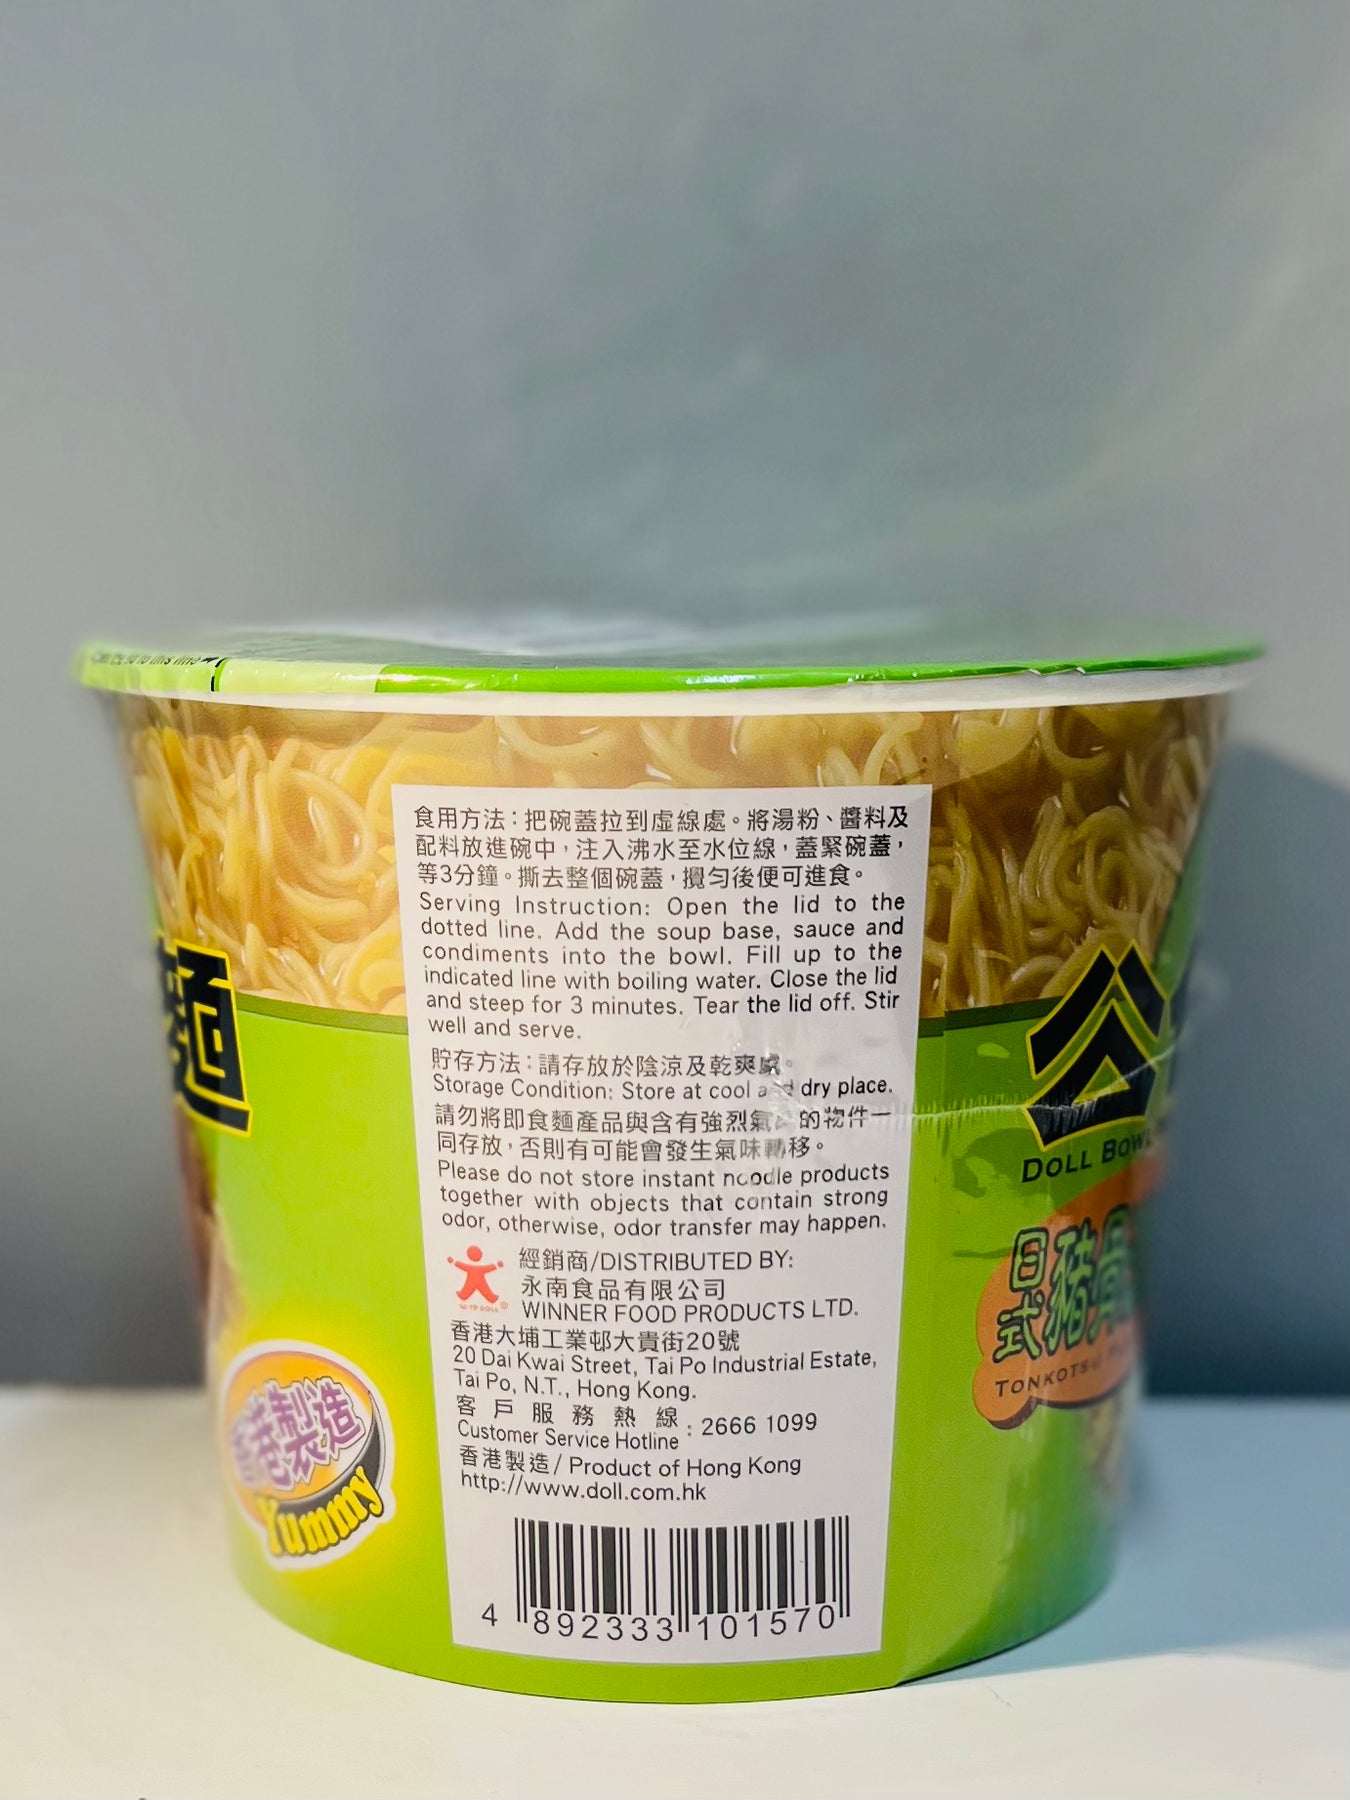 to this line
食用方法：把碗蓋拉到虛線處。將湯粉、醬料及
配料放進碗中，注入沸水至水位線，蓋緊碗蓋，
等3分鐘。撕去整個碗蓋，攪勻後便可進食。
Serving Instruction: Open the lid to the
dotted line. Add the soup base, sauce and
condiments into the bowl. Fill up to the
indicated line with boiling water. Close the lid
and steep for 3 minutes. Tear the lid off. Stir
well and serve.
貯存方法：請存放於陰涼及乾爽處。
Storage Condition: Store at cool and dry place.
請勿將即食麵產品與含有強烈氣味的物件一
同存放，否則有可能會發生氣味轉移。
Please do not store instant noodle products
together with objects that contain strong
odor, otherwise, odor transfer may happen.
經銷商/DISTRIBUTED BY:
永南食品有限公司
WINNER FOOD PRODUCTS LTD.
公仔 DOLL ®
香港大埔工業邨大貴街20號
20 Dai Kwai Street, Tai Po Industrial Estate,
Tai Po, N.T., Hong Kong.
客戶服務熱線
Customer Service Hotline : 2666 1099
香港製造/Product of Hong Kong
http://www.doll.com.hk
4 892333 101570
麵
香港製造
Yummy
公
DOLL BOWL
日式豬骨
TONKOTSU